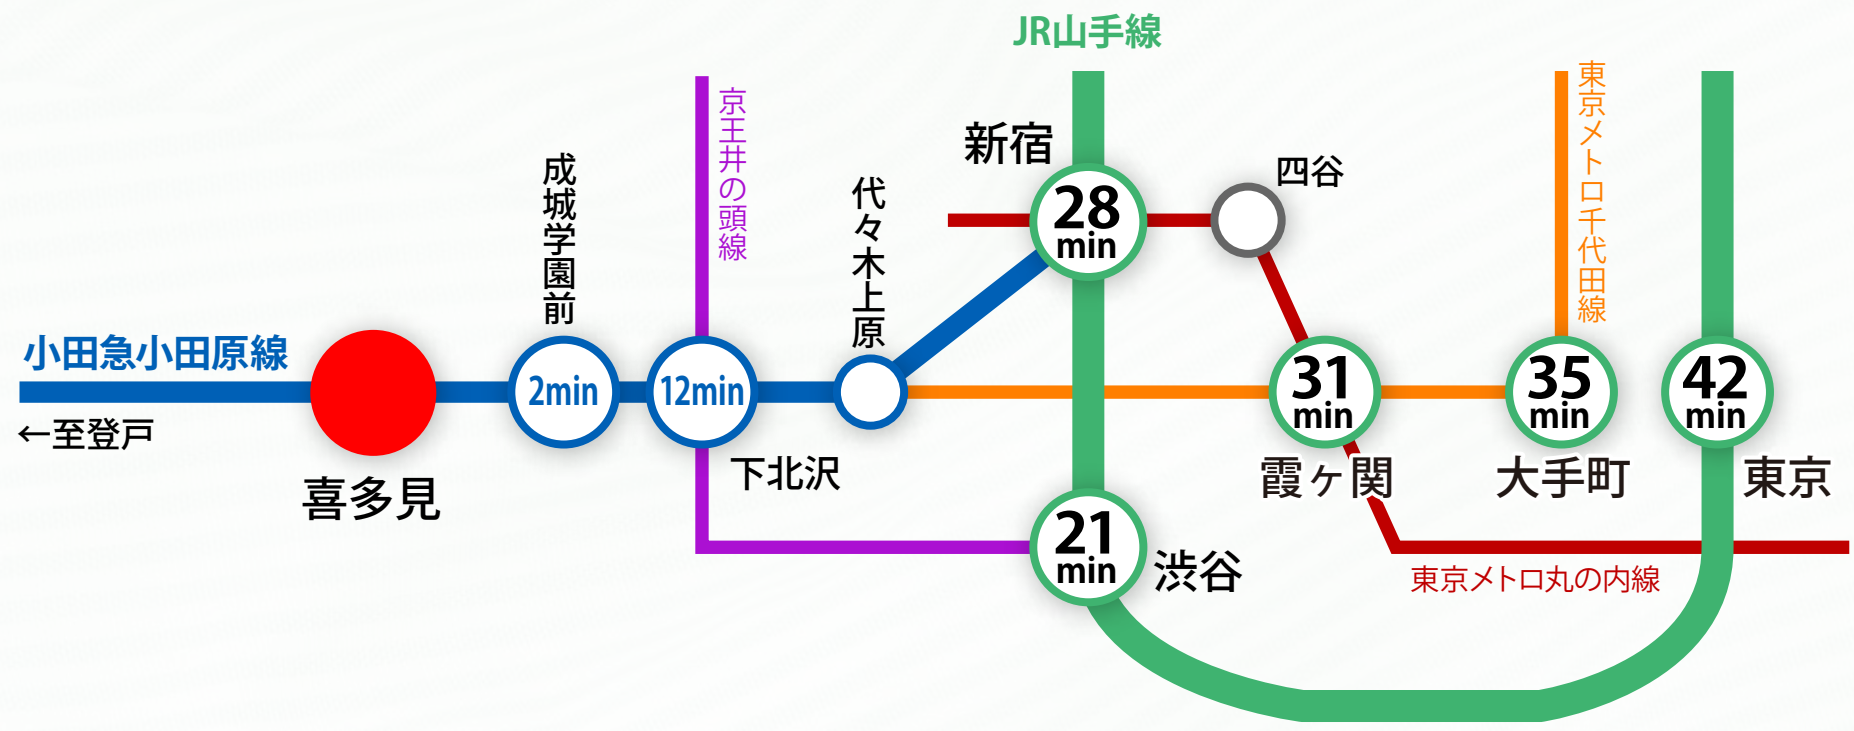 JR山手線
東京メトロ千代田線
京王井の頭線
新宿
28
min
四谷
成城学園前
代々木上原
小田急小田原線
←至登戸
喜多見
2min
12min
下北沢
31
min
霞ヶ関
35
min
大手町
42
min
東京
21
min
渋谷
東京メトロ丸の内線